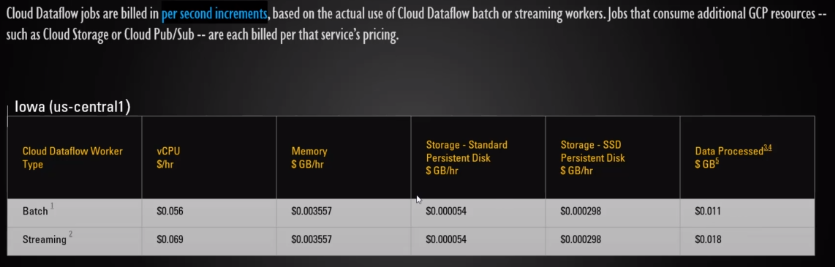 Cloud Dataflow jobs are billed in per second increments, based on the actual use of Cloud Dataflow batch or streaming workers. Jobs that consume additional GCP resources --
such as Cloud Storage or Cloud Pub/Sub -- are each billed per that service's pricing.
Iowa (us-central1)
Cloud Dataflow Worker Type vCPU $/hr Memory $ GB/hr Storage - Standard Persistent Disk $ GB/hr Storage - SSD Persistent Disk $ GB/hr Data Processed3,4 $ GB5
Batch 1 $0.056 $0.003557 $0.000054 $0.000298 $0.011
Streaming 2 $0.069 $0.003557 $0.000054 $0.000298 $0.018